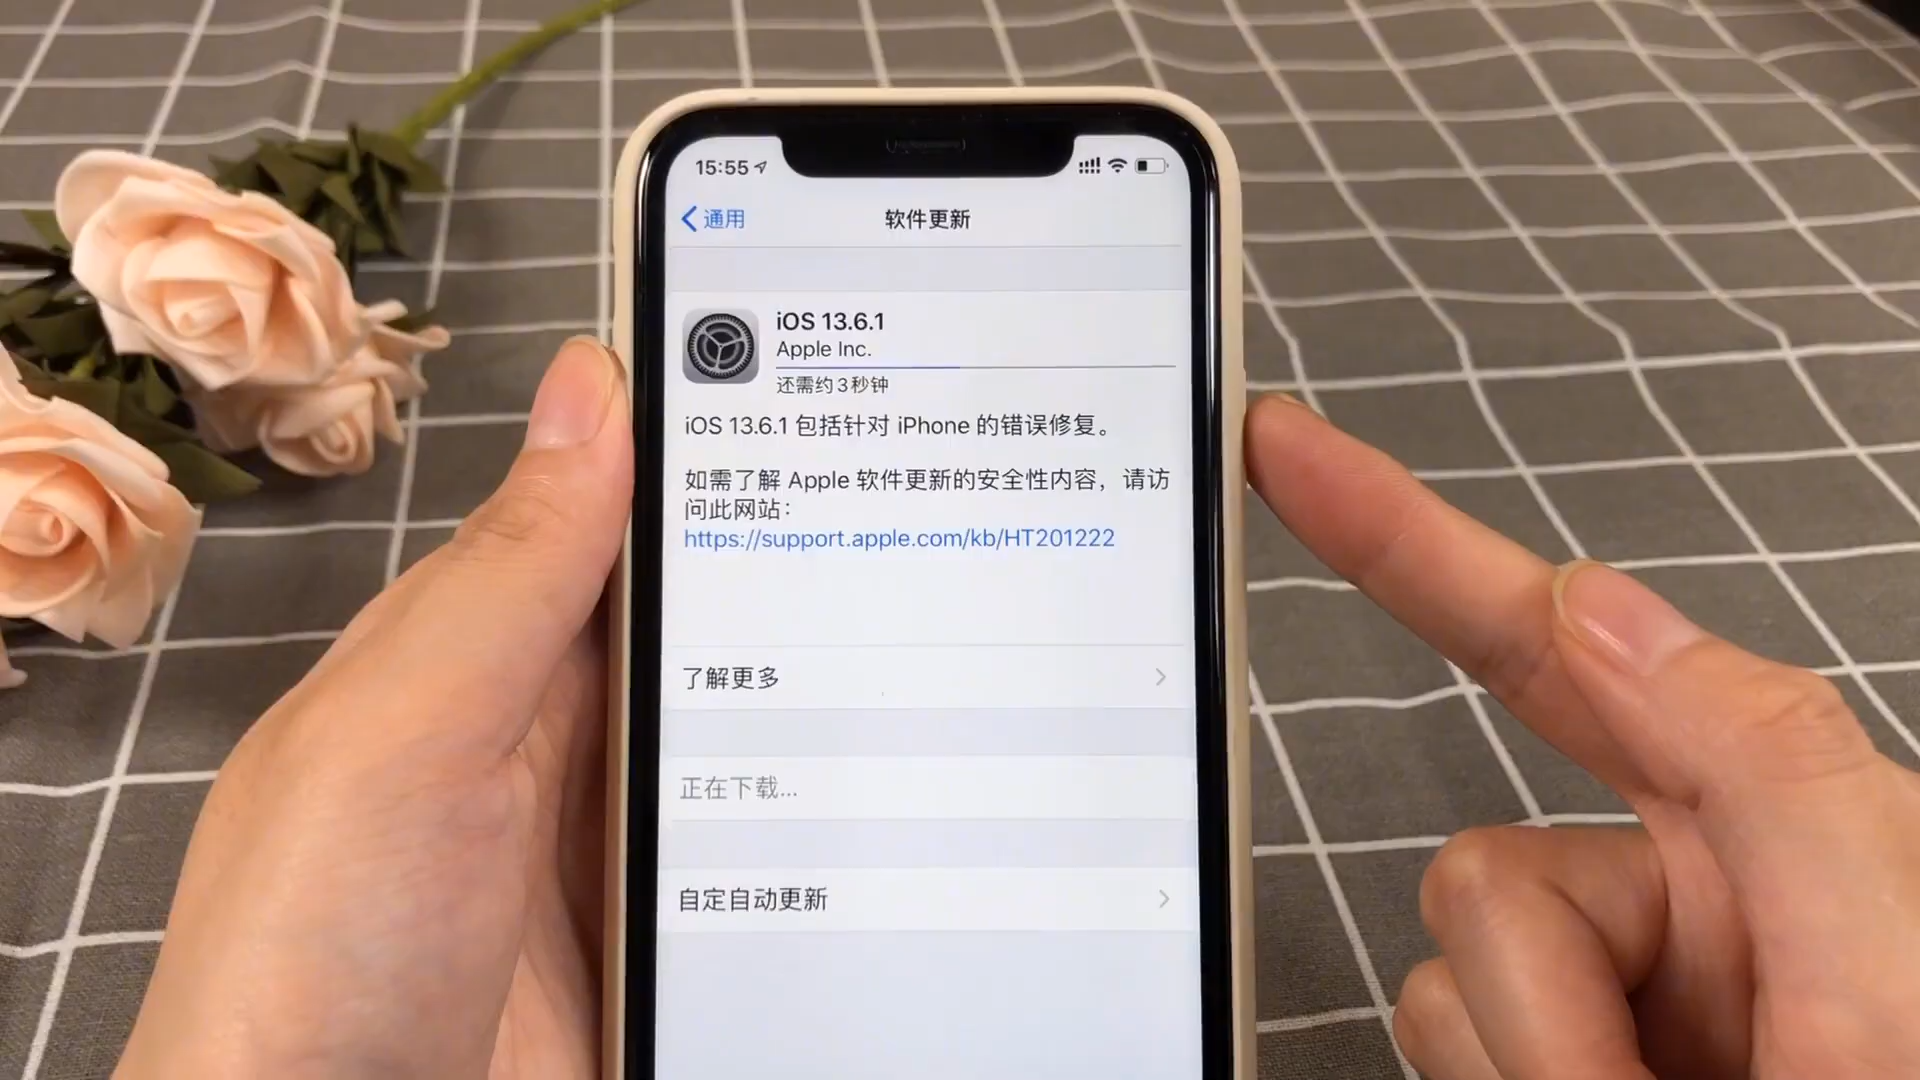 15:55
通用
软件更新
iOS 13.6.1
Apple Inc.
还需约3秒钟
iOS 13.6.1 包括针对 iPhone 的错误修复。
如需了解 Apple 软件更新的安全性内容，请访
问此网站：
https://support.apple.com/kb/HT201222
了解更多
正在下载...
自定自动更新